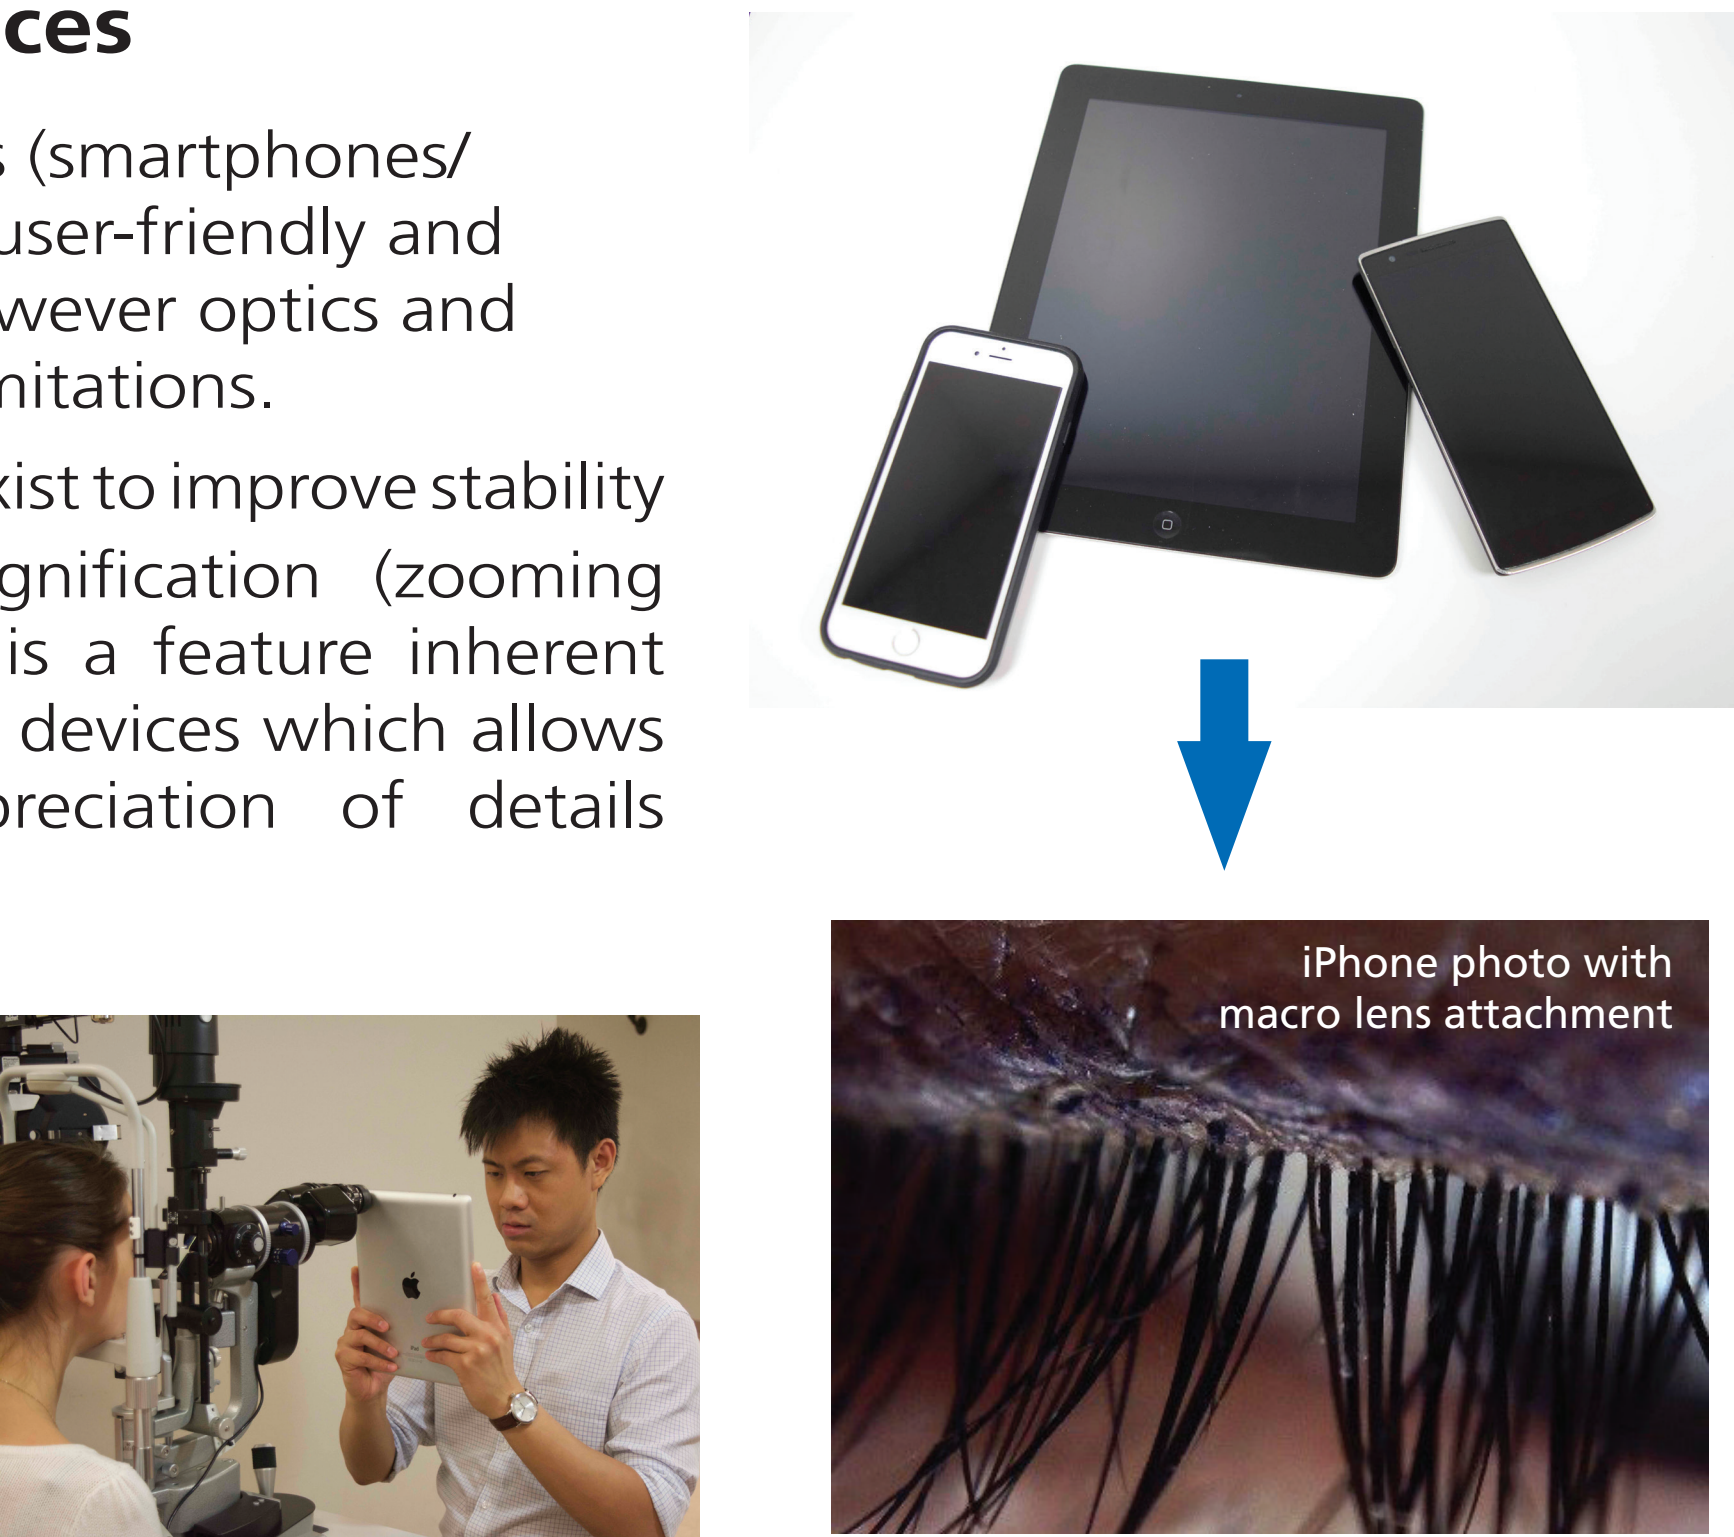 ces
s (smartphones/
user-friendly and
wever optics and
mitations.
xist to improve stability
gnification (zooming
is a feature inherent
devices which allows
preciation of details
iPhone photo with
macro lens attachment